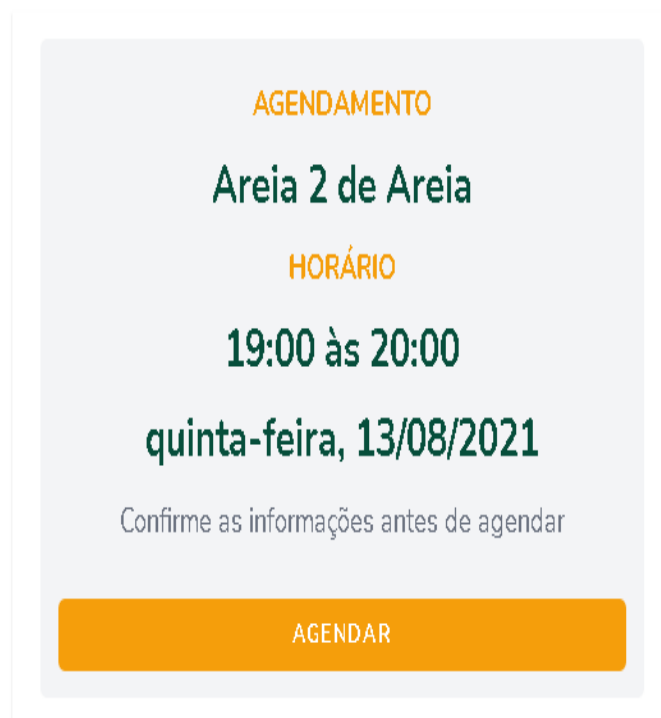 AGENDAMENTO
Areia 2 de Areia
HORÁRIO
19:00 às 20:00
quinta-feira, 13/08/2021
Confirme as informações antes de agendar
AGENDAR